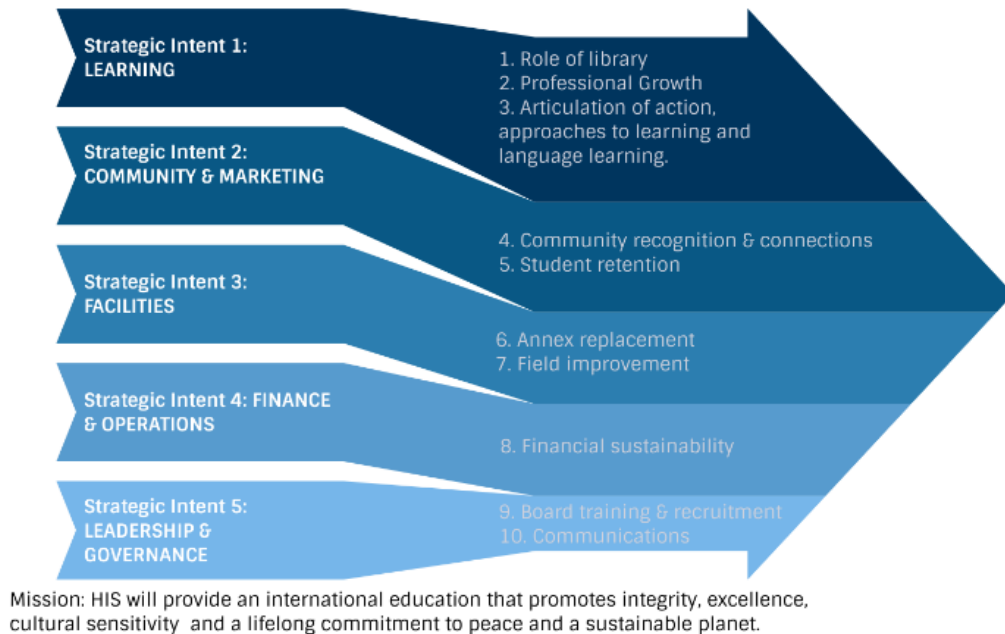 Strategic Intent 1:
LEARNING
1. Role of library
2. Professional Growth
3. Articulation of action,
approaches to learning and
language learning.
Strategic Intent 2:
COMMUNITY & MARKETING
4. Community recognition & connections
5. Student retention
Strategic Intent 3:
FACILITIES
6. Annex replacement
7. Field improvement
Strategic Intent 4: FINANCE
& OPERATIONS
8. Financial sustainability
Strategic Intent 5:
LEADERSHIP &
GOVERNANCE
9. Board training & recruitment
10. Communications
Mission: HIS will provide an international education that promotes integrity, excellence,
cultural sensitivity and a lifelong commitment to peace and a sustainable planet.